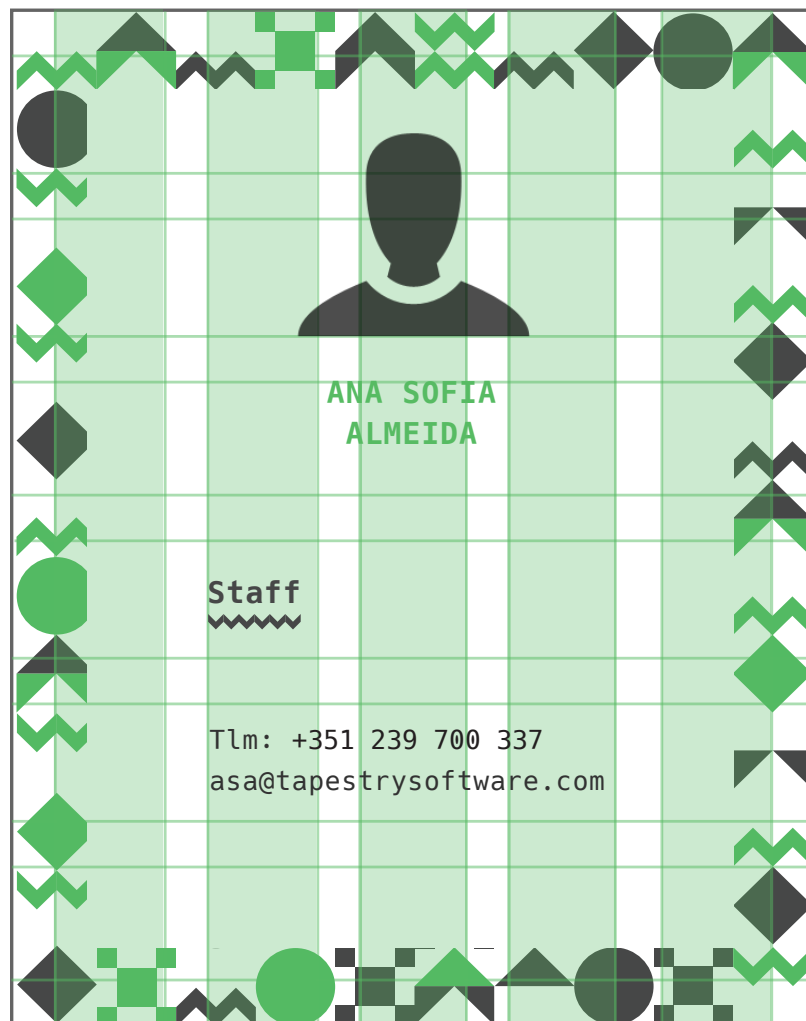 ANA SOFIA
ALMEIDA
Staff
Tlm: +351 239 700 337
asa@tapestrysoftware.com